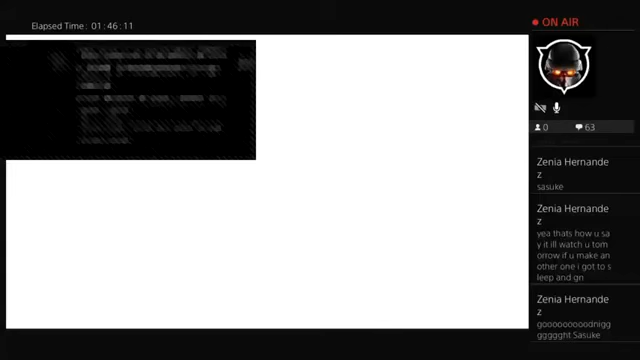 Elapsed Time: 01:46:11
ON AIR
0 63
Zenia Hernande
z
sasuke
Zenia Hernande
z
yea thats how u sa
y it ill watch u tom
orrow if u make an
other one i got to s
leep and gn
Zenia Hernande
z
gooooooooodnigg
ggggght Sasuke